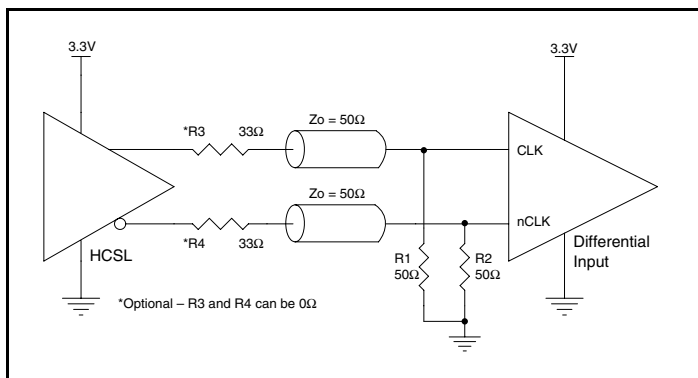 3.3V
3.3V
*R3
33Ω
Zo = 50Ω
CLK
Zo = 50Ω
*R4
33Ω
nCLK
HCSL
R1
50Ω
R2
50Ω
Differential
Input
*Optional – R3 and R4 can be 0Ω